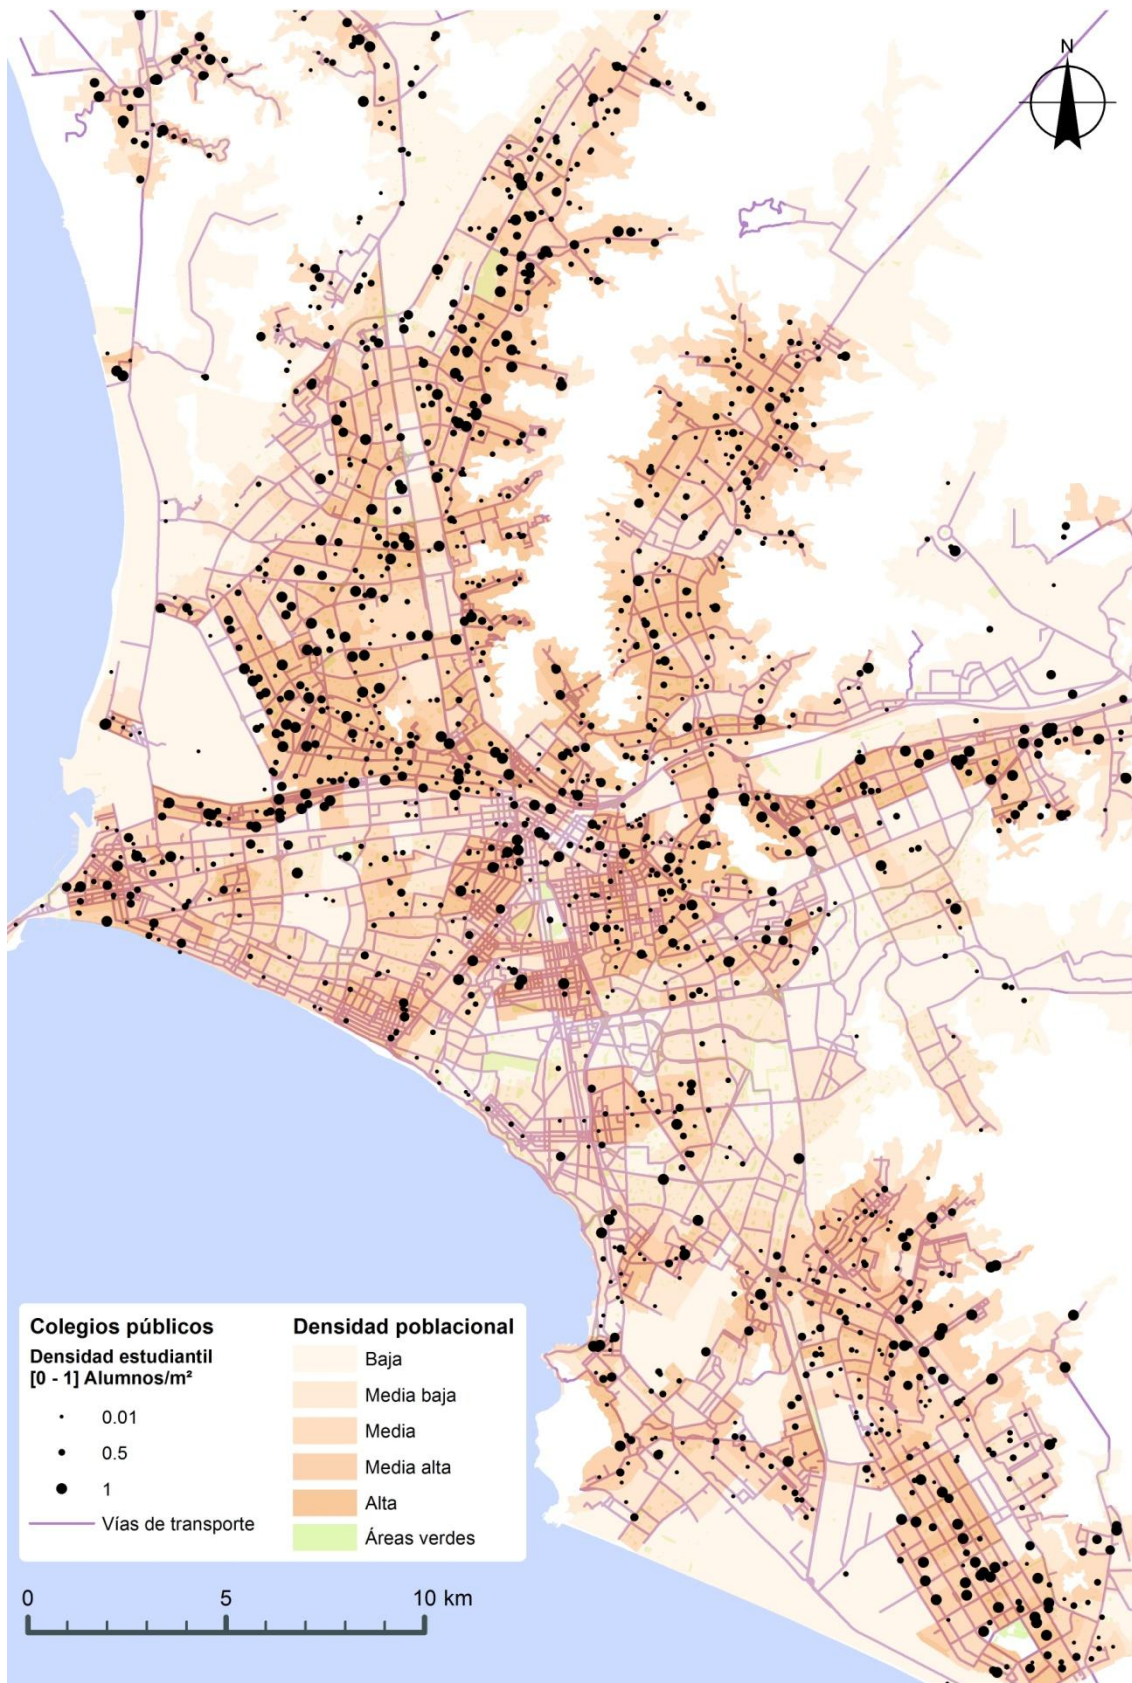 N
Colegios públicos
Densidad estudiantil
[0 - 1] Alumnos/m²
0.01
0.5
1
Vías de transporte
Densidad poblacional
Baja
Media baja
Media
Media alta
Alta
Áreas verdes
0 5 10 km